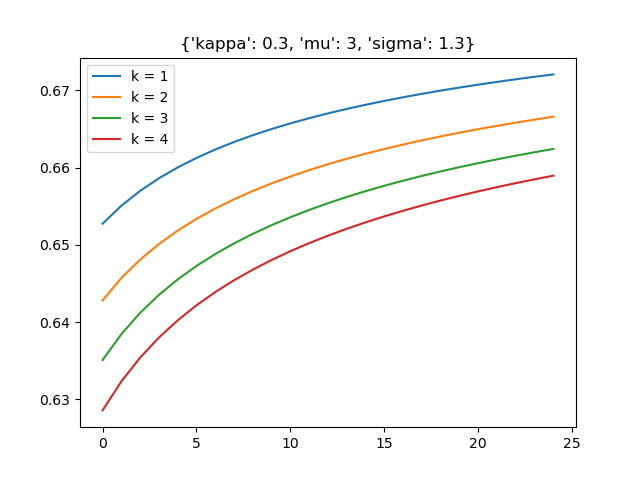 {'kappa': 0.3, 'mu': 3, 'sigma': 1.3}
k = 1
k = 2
k = 3
k = 4
0.67
0.66
0.65
0.64
0.63
0 5 10 15 20 25